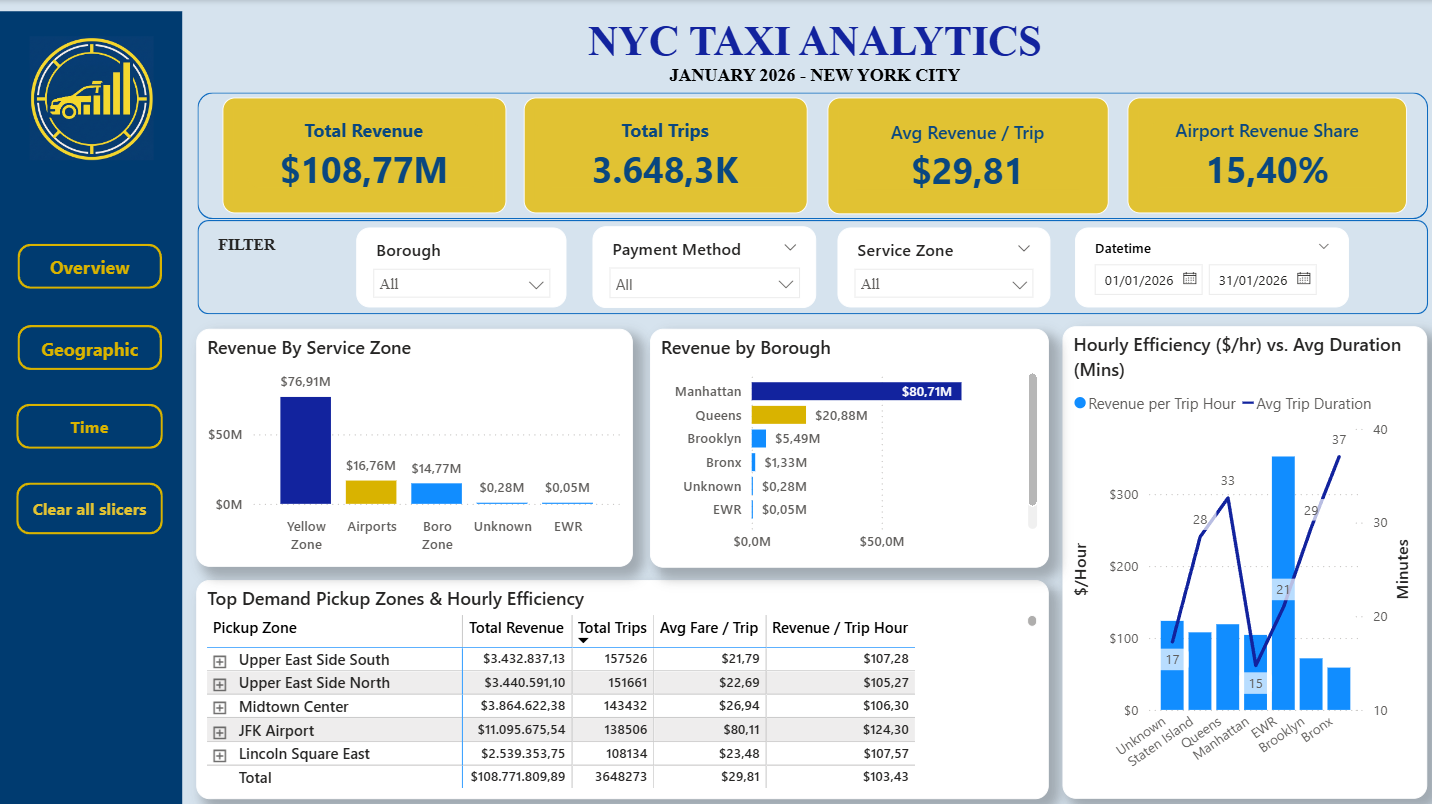 NYC TAXI ANALYTICS
JANUARY 2026 - NEW YORK CITY
Total Revenue
$108,77M
Total Trips
3.648,3K
Avg Revenue / Trip
$29,81
Airport Revenue Share
15,40%
Overview
Geographic
Time
Clear all slicers
FILTER
Borough
All
Payment Method
All
Service Zone
All
Datetime
01/01/2026 31/01/2026
Revenue By Service Zone
$76,91M
$50M
$16,76M
$14,77M
$0,28M
$0,05M
$0M
Yellow
Zone
Airports
Boro
Zone
Unknown
EWR
Revenue by Borough
Manhattan $80,71M
Queens $20,88M
Brooklyn $5,49M
Bronx $1,33M
Unknown $0,28M
EWR $0,05M
$0,0M $50,0M
Hourly Efficiency ($/hr) vs. Avg Duration
(Mins)
Revenue per Trip Hour Avg Trip Duration
40
37
33
$300
28
30
29
$200
21
20
$100
17
15
$0
10
$/Hour
Minutes
Unknown
Staten Island
Queens
Manhattan
EWR
Brooklyn
Bronx
Top Demand Pickup Zones & Hourly Efficiency
Pickup Zone Total Revenue Total Trips Avg Fare / Trip Revenue / Trip Hour
Upper East Side South $3.432.837,13 157526 $21,79 $107,28
Upper East Side North $3.440.591,10 151661 $22,69 $105,27
Midtown Center $3.864.622,38 143432 $26,94 $106,30
JFK Airport $11.095.675,54 138506 $80,11 $124,30
Lincoln Square East $2.539.353,75 108134 $23,48 $107,57
Total $108.771.809,89 3648273 $29,81 $103,43